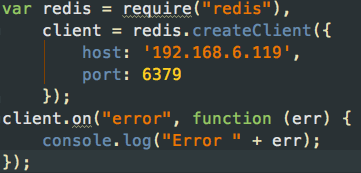 var redis = require("redis"),
    client = redis.createClient({
        host: '192.168.6.119',
        port: 6379
    });
client.on("error", function (err) {
    console.log("Error " + err);
});